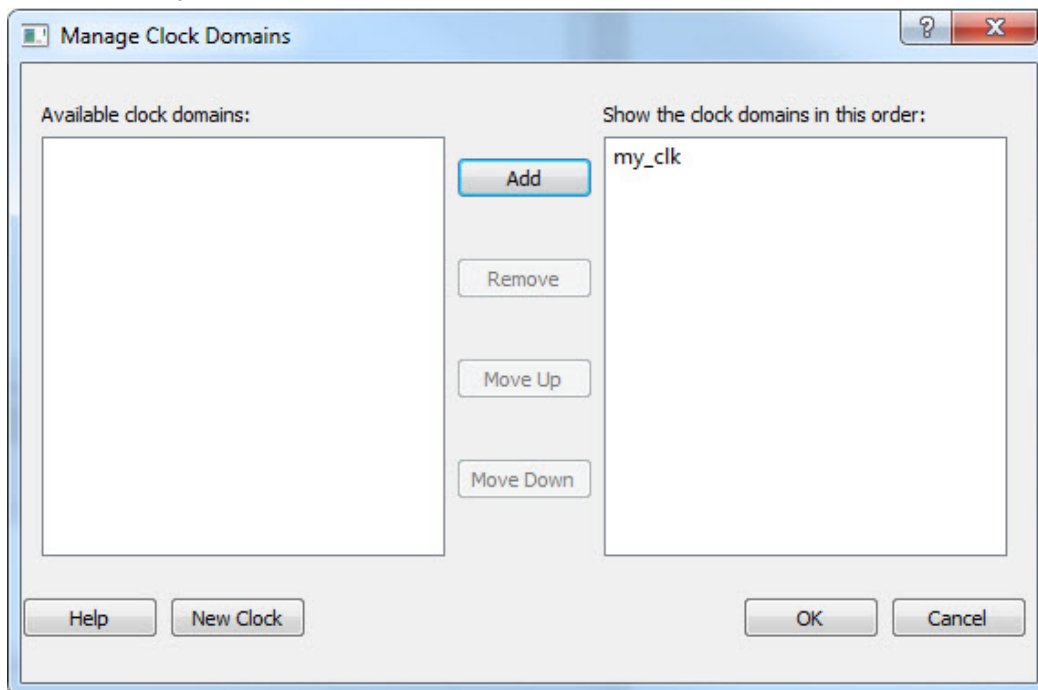 Manage Clock Domains
Available clock domains:
Show the clock domains in this order:
my_clk
Add
Remove
Move Up
Move Down
Help
New Clock
OK
Cancel